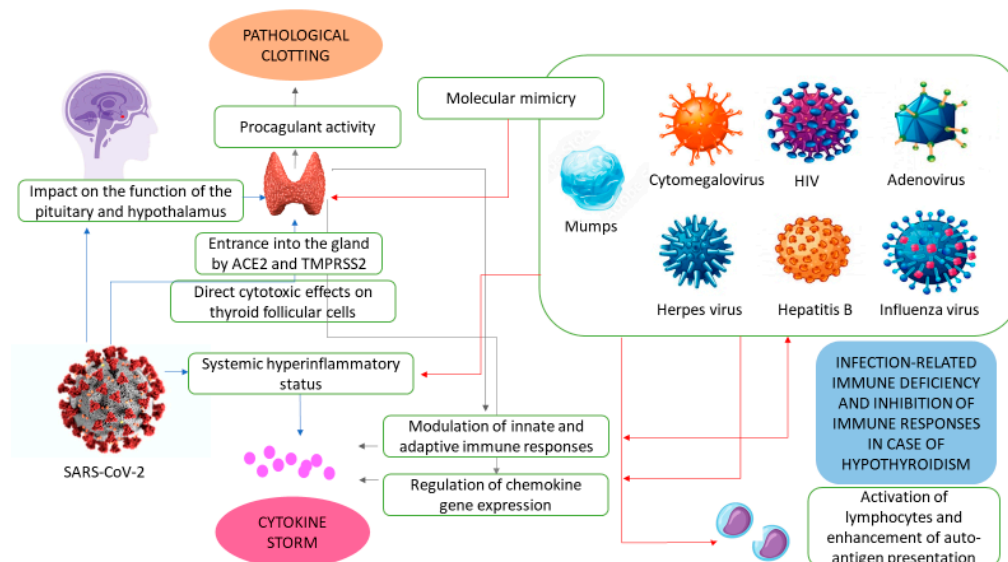 PATHOLOGICAL
CLOTTING
Procagulant activity
Molecular mimicry
Impact on the function of the
pituitary and hypothalamus
Entrance into the gland
by ACE2 and TMPRSS2
Direct cytotoxic effects on
thyroid follicular cells
Systemic hyperinflammatory
status
SARS-CoV-2
Modulation of innate and
adaptive immune responses
Regulation of chemokine
gene expression
CYTOKINE
STORM
Mumps
Cytomegalovirus
HIV
Adenovirus
Herpes virus
Hepatitis B
Influenza virus
INFECTION-RELATED
IMMUNE DEFICIENCY
AND INHIBITION OF
IMMUNE RESPONSES
IN CASE OF
HYPOTHYROIDISM
Activation of
lymphocytes and
enhancement of auto-
antigen presentation